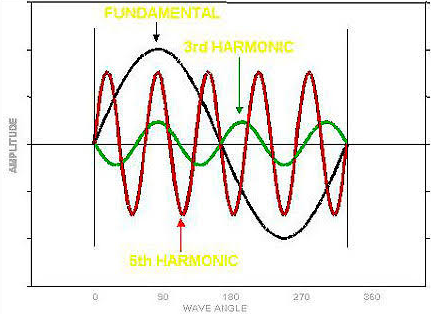 FUNDAMENTAL
3rd HARMONIC
AMPLITUDE
5th HARMONIC
0 90 180 270 360
WAVE ANGLE